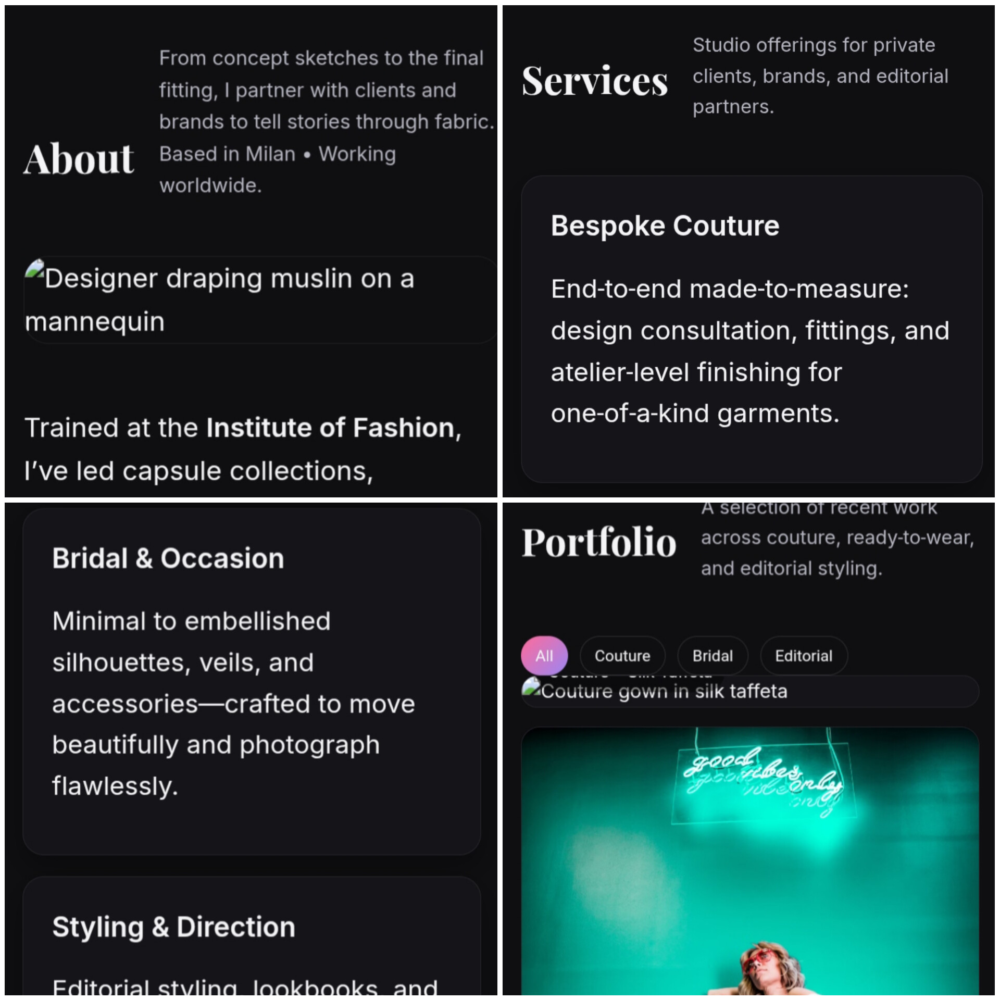 About
From concept sketches to the final
fitting, I partner with clients and
brands to tell stories through fabric.
Based in Milan • Working
worldwide.
Designer draping muslin on a
mannequin
Trained at the Institute of Fashion,
I’ve led capsule collections,
Services
Studio offerings for private
clients, brands, and editorial
partners.
Bespoke Couture
End-to-end made-to-measure:
design consultation, fittings, and
atelier-level finishing for
one-of-a-kind garments.
Bridal & Occasion
Minimal to embellished
silhouettes, veils, and
accessories—crafted to move
beautifully and photograph
flawlessly.
Styling & Direction
Editorial styling, lookbooks, and
Portfolio
A selection of recent work
across couture, ready-to-wear,
and editorial styling.
All
Couture
Bridal
Editorial
Couture gown in silk taffeta
good
vibes
only